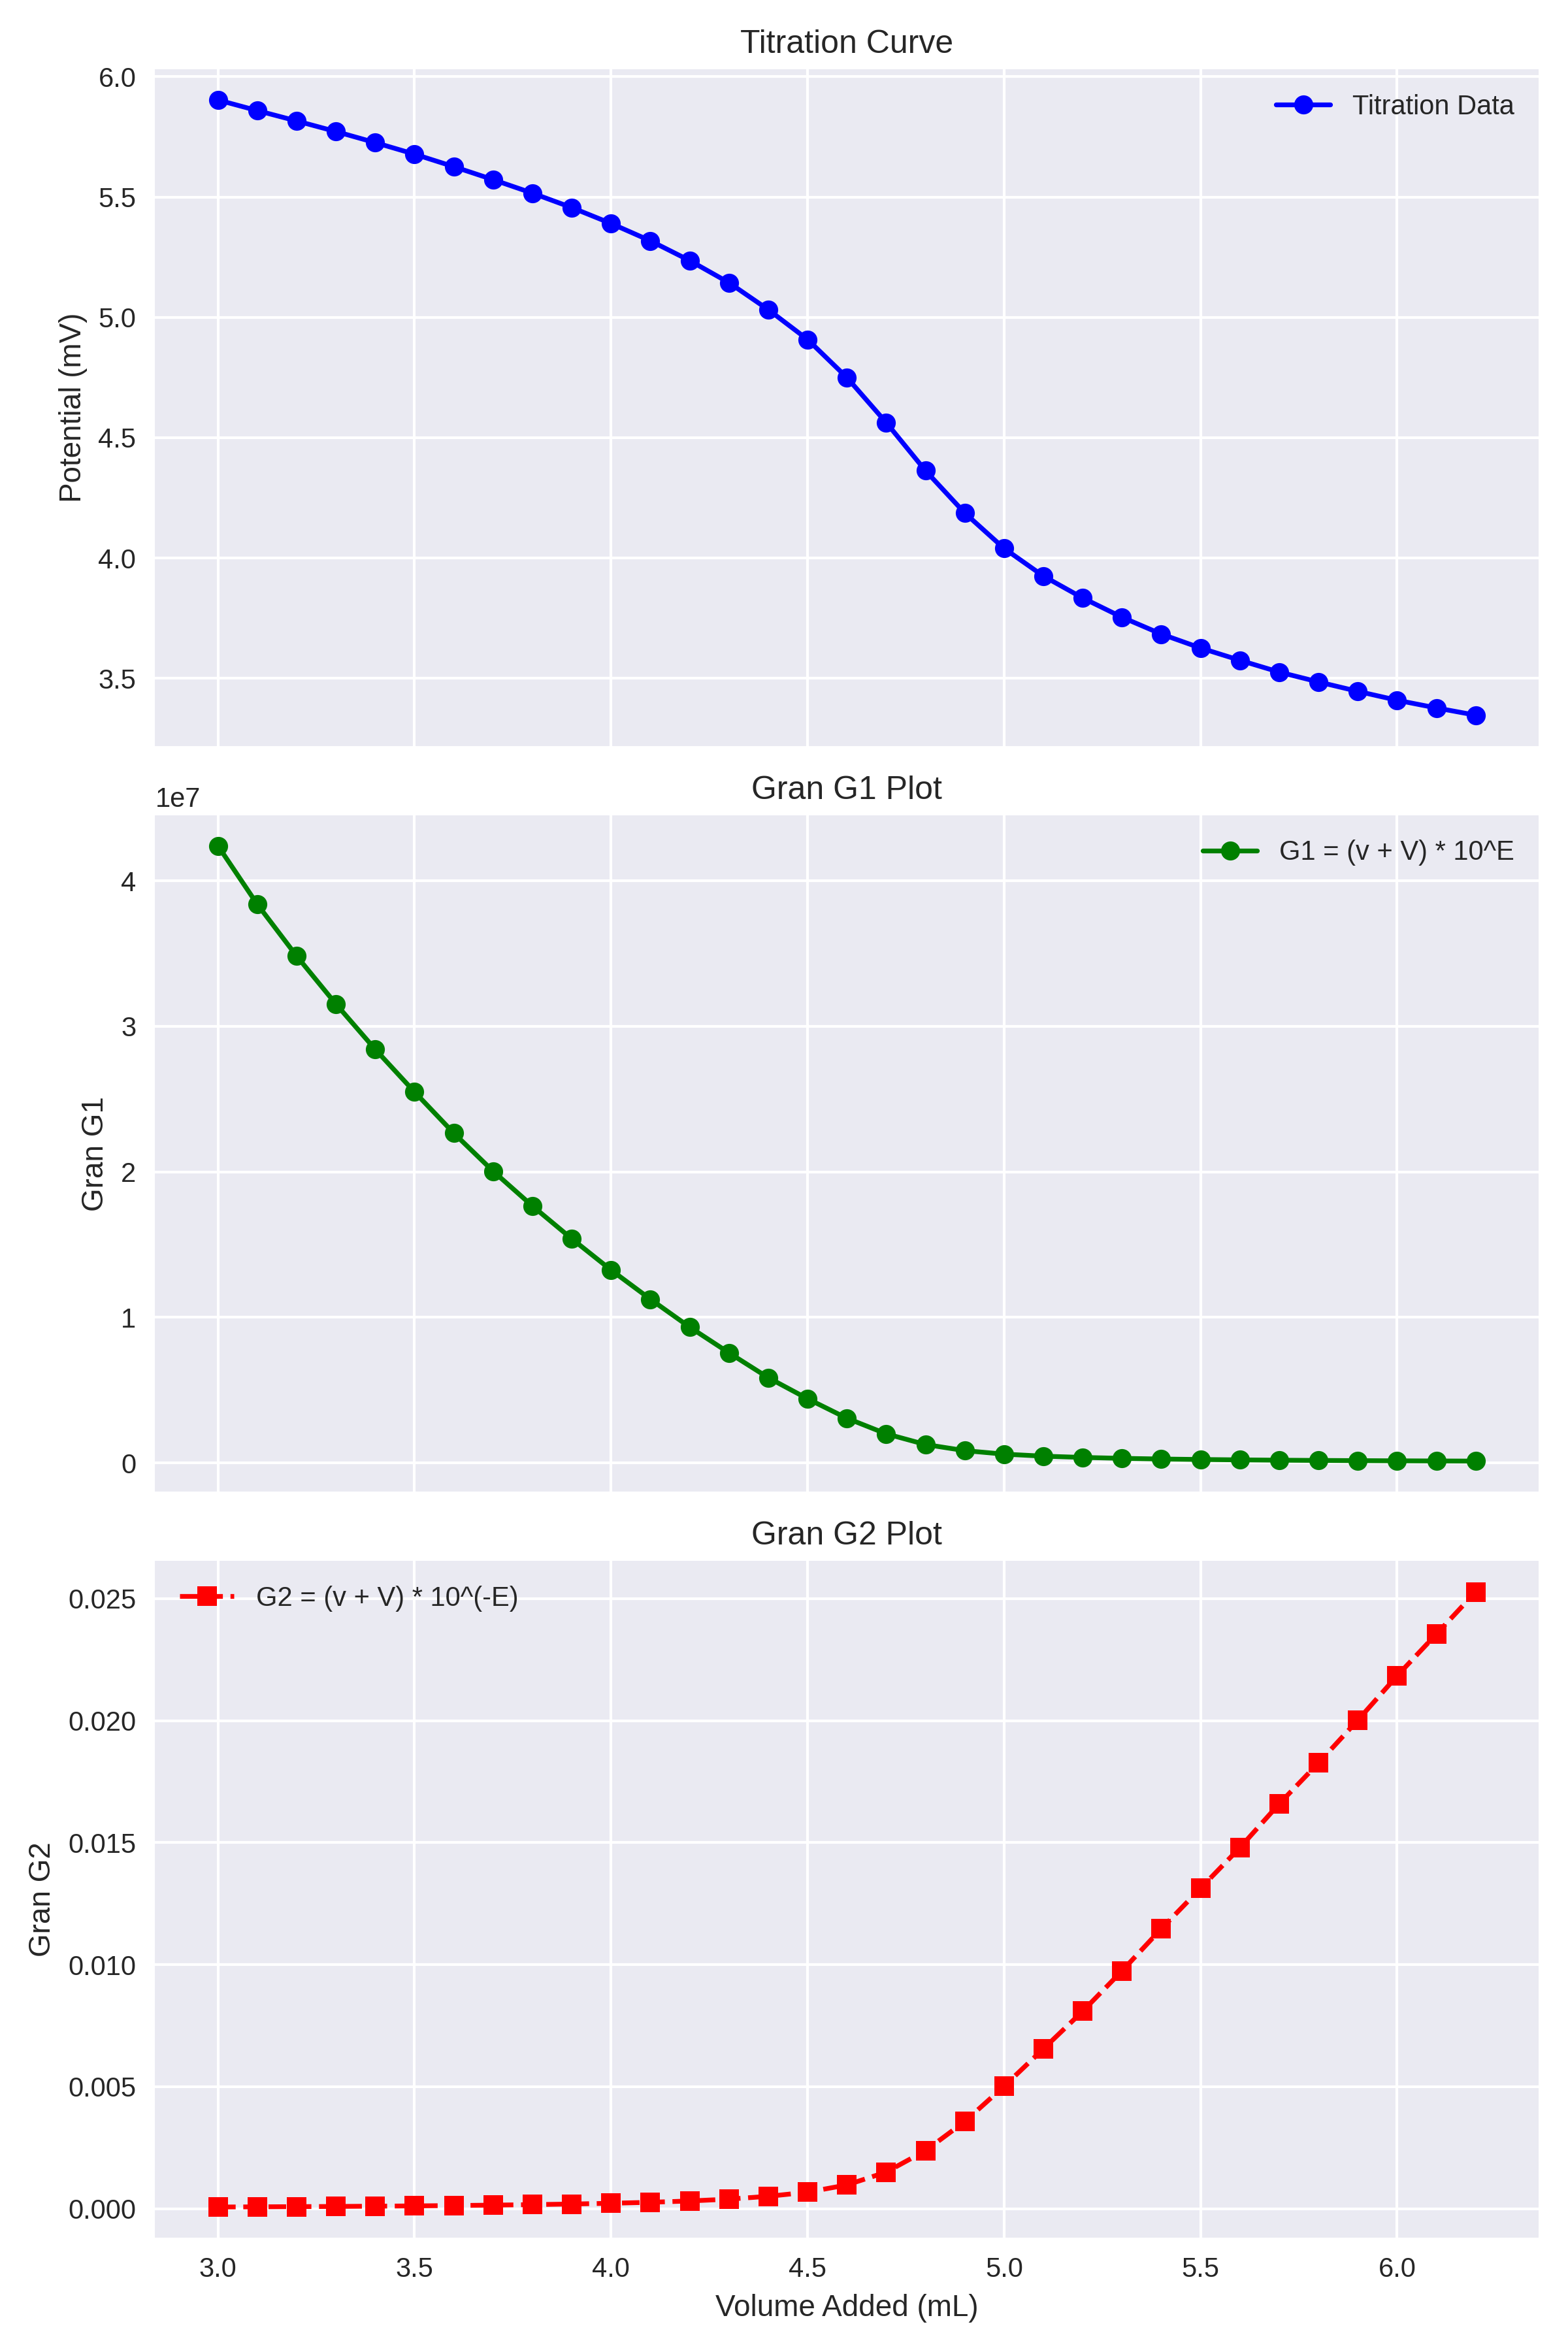 Titration Curve
6.0
5.5
5.0
4.5
4.0
3.5
Potential (mV)
Titration Data
Gran G1 Plot
1e7
4
3
2
1
0
Gran G1
G1 = (v + V) * 10^E
Gran G2 Plot
0.025
0.020
0.015
0.010
0.005
0.000
Gran G2
G2 = (v + V) * 10^(-E)
3.0 3.5 4.0 4.5 5.0 5.5 6.0
Volume Added (mL)